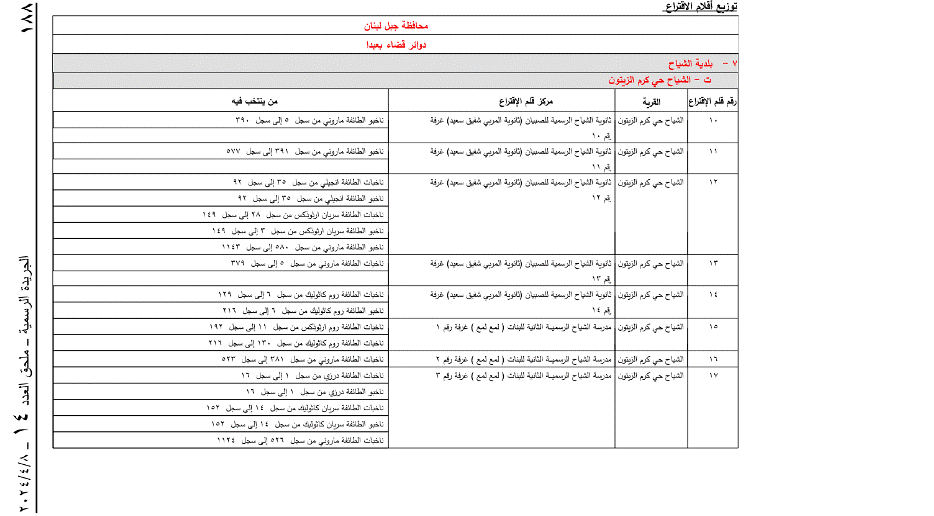 توزيع أقلام الاقتراع
محافظة جبل لبنان
دوائر قضاء بعبدا
٧ - بلدية الشياح
ت - الشياح حي كرم الزيتون
رقم قلم الإقتراع القرية مركز قلم الإقتراع من ينتخب فيه
١٠ الشياح حي كرم الزيتون ثانوية الشياح الرسمية للصبيان (ثانوية المربي شفيق سعيد) غرفة ناخبو الطائفة ماروني من سجل ٥ إلى سجل ٣٩٠
رقم ١٠
١١ الشياح حي كرم الزيتون ثانوية الشياح الرسمية للصبيان (ثانوية المربي شفيق سعيد) غرفة ناخبو الطائفة ماروني من سجل ٣٩١ إلى سجل ٥٧٧
رقم ١١
١٢ الشياح حي كرم الزيتون ثانوية الشياح الرسمية للصبيان (ثانوية المربي شفيق سعيد) غرفة ناخبات الطائفة انجيلي من سجل ٣٥ إلى سجل ٩٢
رقم ١٢ ناخبو الطائفة انجيلي من سجل ٣٥ إلى سجل ٩٢
ناخبات الطائفة سريان ارثوذكس من سجل ٢٨ إلى سجل ١٤٩
ناخبو الطائفة سريان ارثوذكس من سجل ٣ إلى سجل ١٤٩
ناخبو الطائفة ماروني من سجل ٥٨٠ إلى سجل ١١٤٣
١٣ الشياح حي كرم الزيتون ثانوية الشياح الرسمية للصبيان (ثانوية المربي شفيق سعيد) غرفة ناخبات الطائفة ماروني من سجل ٥ إلى سجل ٣٧٩
رقم ١٣
١٤ الشياح حي كرم الزيتون ثانوية الشياح الرسمية للصبيان (ثانوية المربي شفيق سعيد) غرفة ناخبات الطائفة روم كاثوليك من سجل ٦ إلى سجل ١٢٩
رقم ١٤ ناخبو الطائفة روم كاثوليك من سجل ٦ إلى سجل ٢١٦
١٥ الشياح حي كرم الزيتون مدرسة الشياح الرسمية الثانية للبنات ( لمع لمع ) غرفة رقم ١ ناخبات الطائفة روم ارثوذكس من سجل ١١ إلى سجل ١٩٢
ناخبات الطائفة روم كاثوليك من سجل ١٣٠ إلى سجل ٢١٦
١٦ الشياح حي كرم الزيتون مدرسة الشياح الرسمية الثانية للبنات ( لمع لمع ) غرفة رقم ٢ ناخبات الطائفة ماروني من سجل ٣٨١ إلى سجل ٥٢٣
١٧ الشياح حي كرم الزيتون مدرسة الشياح الرسمية الثانية للبنات ( لمع لمع ) غرفة رقم ٣ ناخبات الطائفة درزي من سجل ١ إلى سجل ١٦
ناخبو الطائفة درزي من سجل ١ إلى سجل ١٦
ناخبات الطائفة سريان كاثوليك من سجل ١٤ إلى سجل ١٥٢
ناخبو الطائفة سريان كاثوليك من سجل ١٤ إلى سجل ١٥٢
ناخبات الطائفة ماروني من سجل ٥٢٦ إلى سجل ١١٢٤
١٨٨
الجريدة الرسمية – ملحق العدد ١٤ – ٢٠٢٤/٤/٨